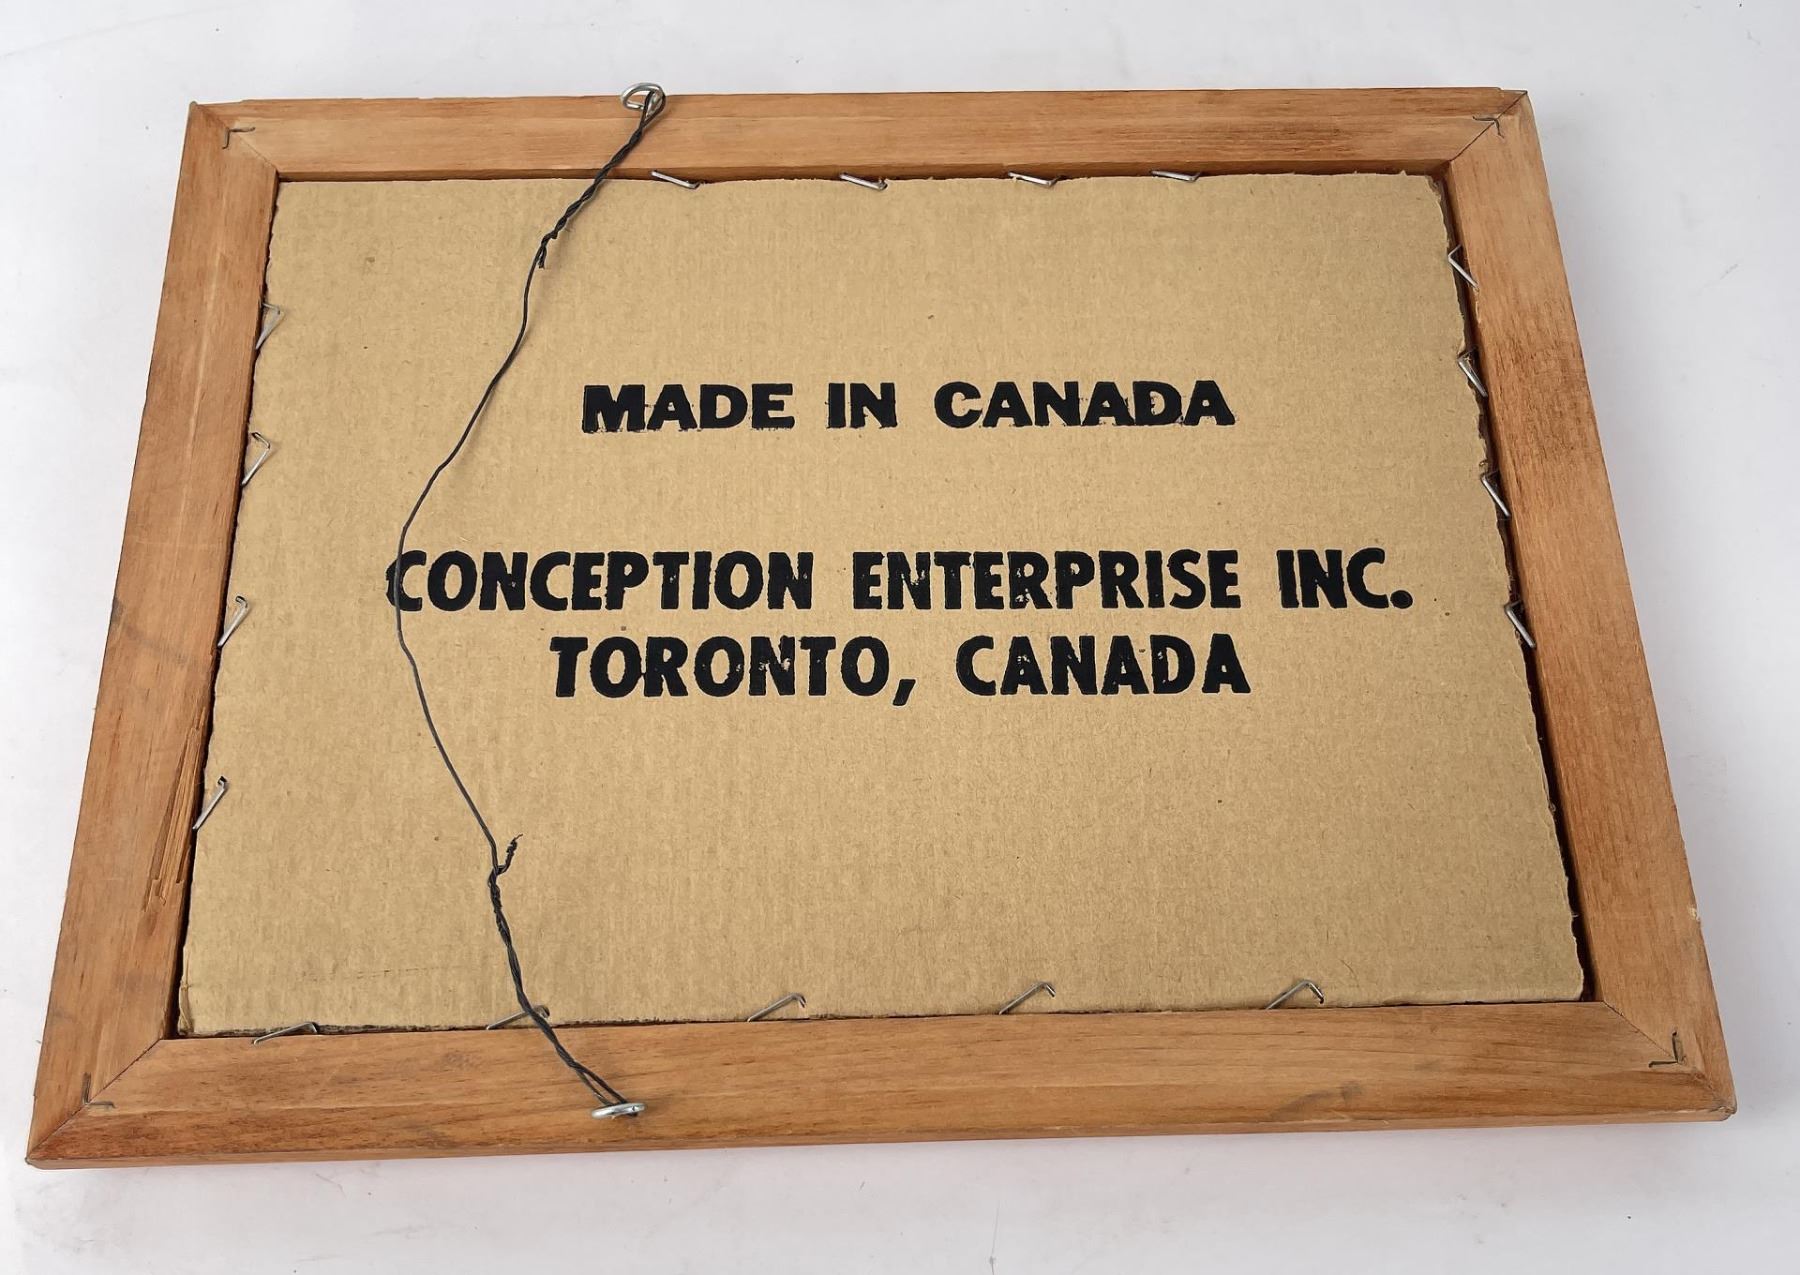 MADE IN CANADA
CONCEPTION ENTERPRISE INC.
TORONTO, CANADA